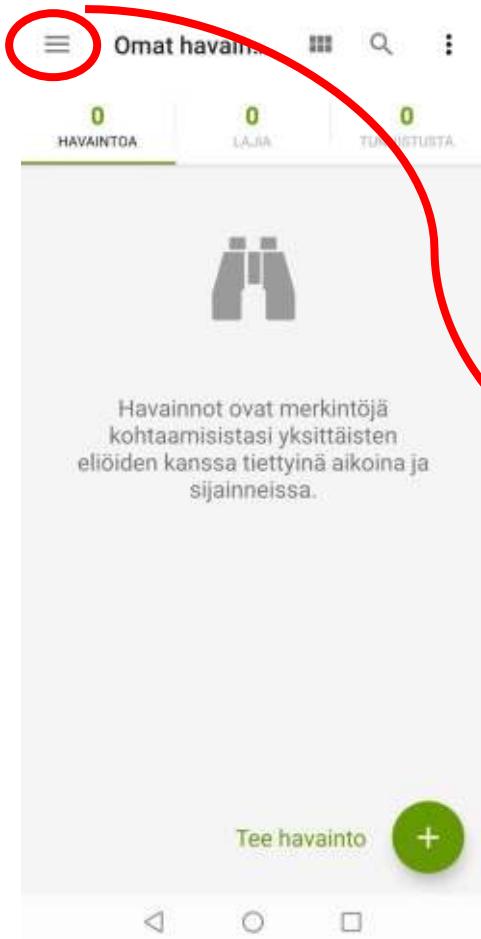 Omat havain...
0 0 0
HAVAINTOA LAJIA TUNNISTUSTA
Havainnot ovat merkintöjä
kohtaamisistasi yksittäisten
eliöiden kanssa tiettyinä aikoina ja
sijainneissa.
Tee havainto